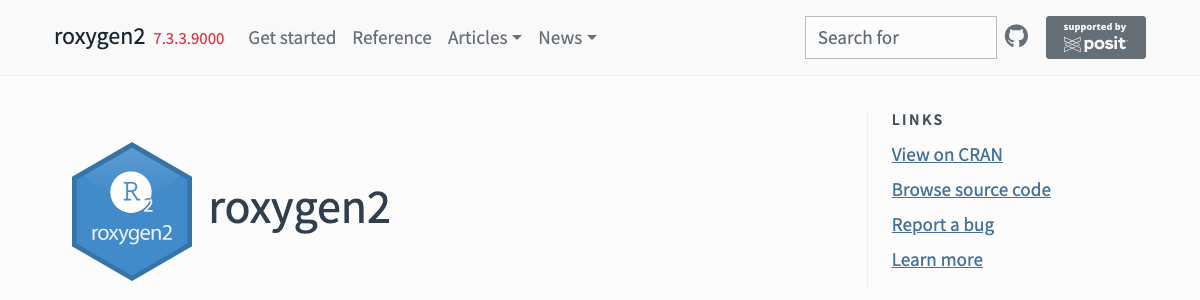 roxygen2 7.3.3.9000 Get started Reference Articles News Search for supported by posit
LINKS
View on CRAN
Browse source code
Report a bug
Learn more
R2
roxygen2
roxygen2